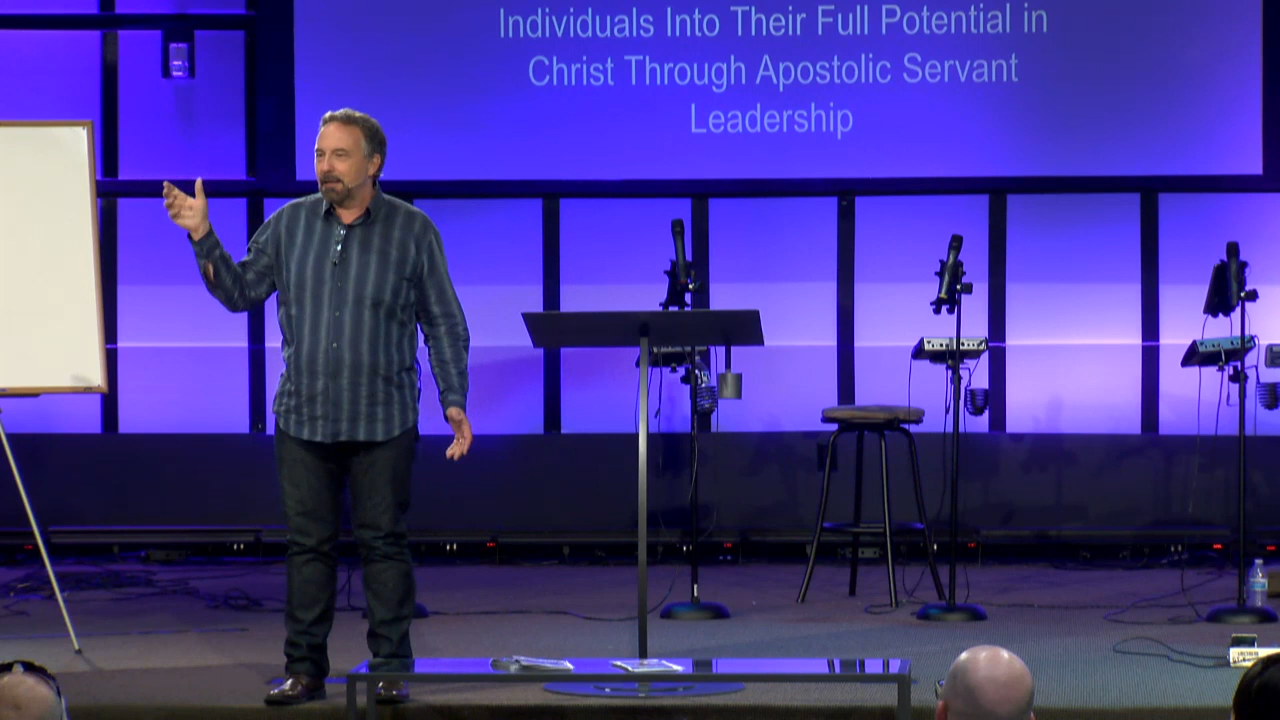 Individuals Into Their Full Potential in
Christ Through Apostolic Servant
Leadership